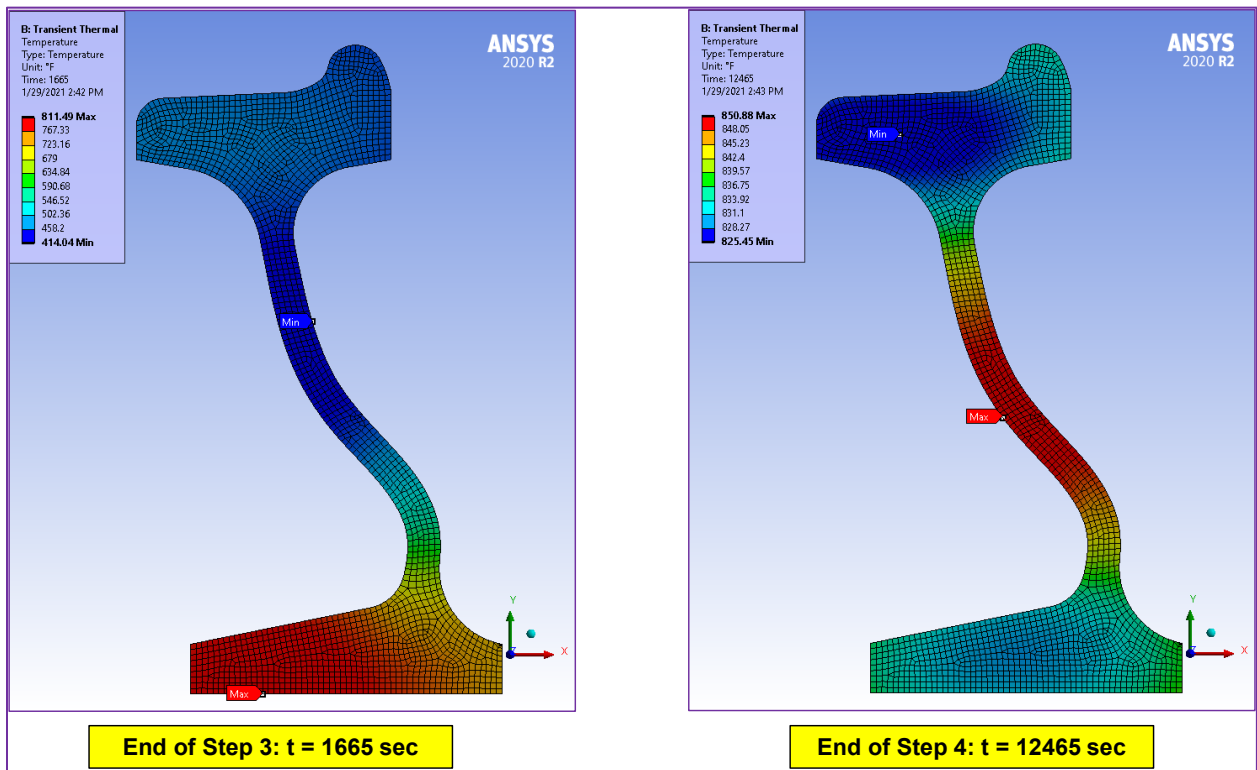 B: Transient Thermal
Temperature
Type: Temperature
Unit: °F
Time: 1665
1/29/2021 2:42 PM
811.49 Max
767.33
723.16
679
634.84
590.68
546.52
502.36
458.2
414.04 Min
ANSYS
2020 R2
Min
Max
Y
Z
X
End of Step 3: t = 1665 sec
B: Transient Thermal
Temperature
Type: Temperature
Unit: °F
Time: 12465
1/29/2021 2:43 PM
850.88 Max
848.05
845.23
842.4
839.57
836.75
833.92
831.1
828.27
825.45 Min
ANSYS
2020 R2
Min
Max
Y
Z
X
End of Step 4: t = 12465 sec